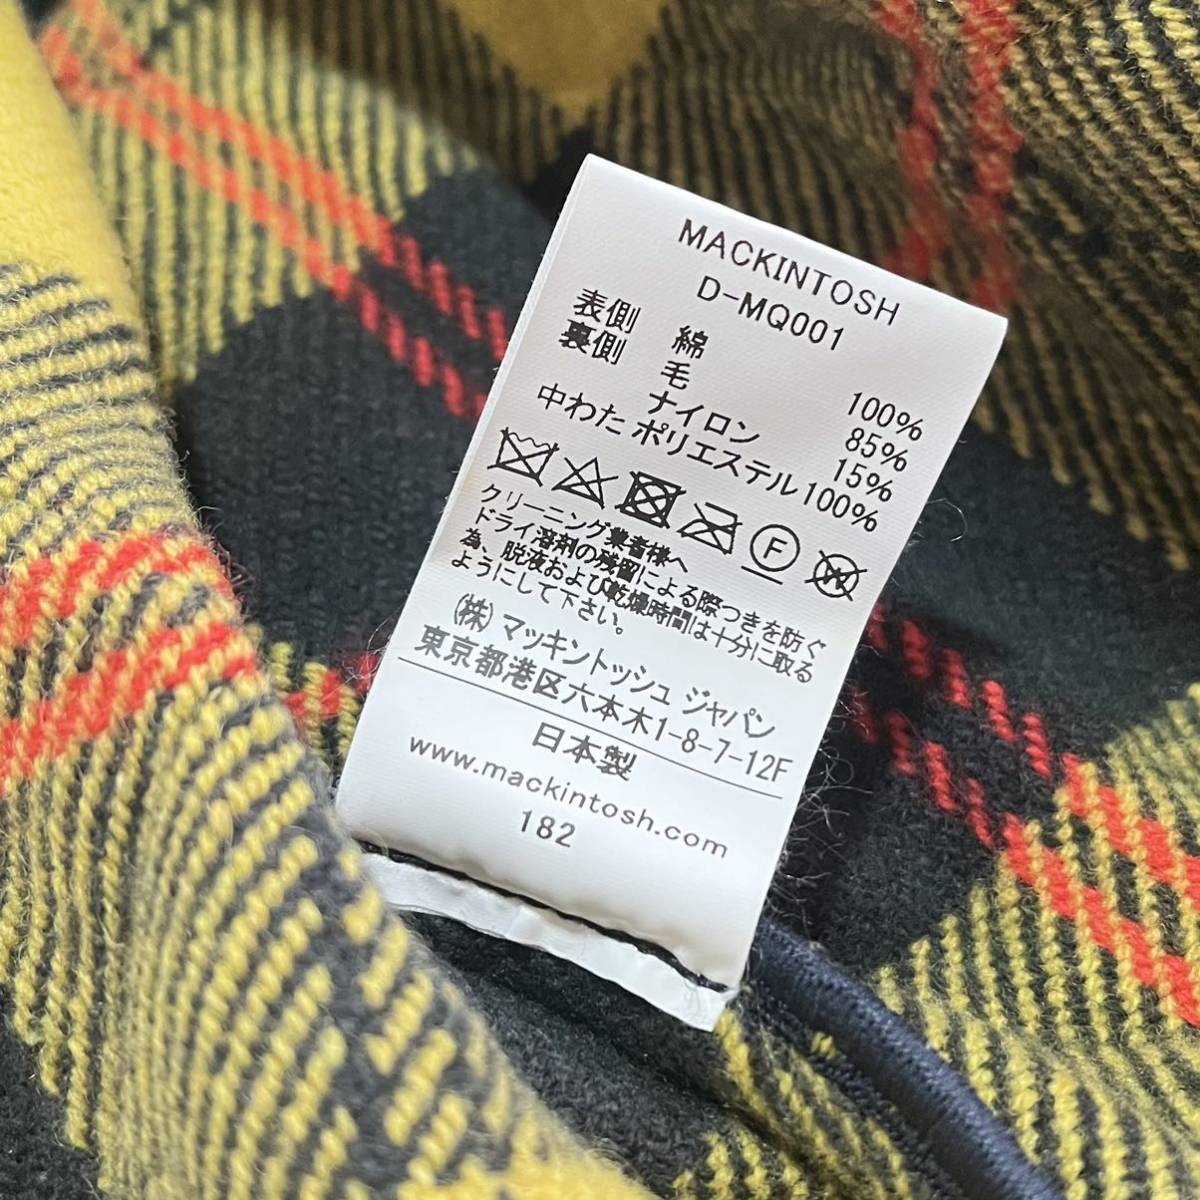 MACKINTOSH
D-MQ001
表側 綿 100%
裏側 毛 85%
ナイロン 15%
中わた ポリエステル 100%
F
W
クリーニング業者様へ
ドライ溶剤の残留による際つきを防ぐ
為、脱液および乾燥時間は十分に取る
ようにして下さい。
(株) マッキントッシュ ジャパン
東京都港区六本木1-8-7-12F
日本製
www.mackintosh.com
182